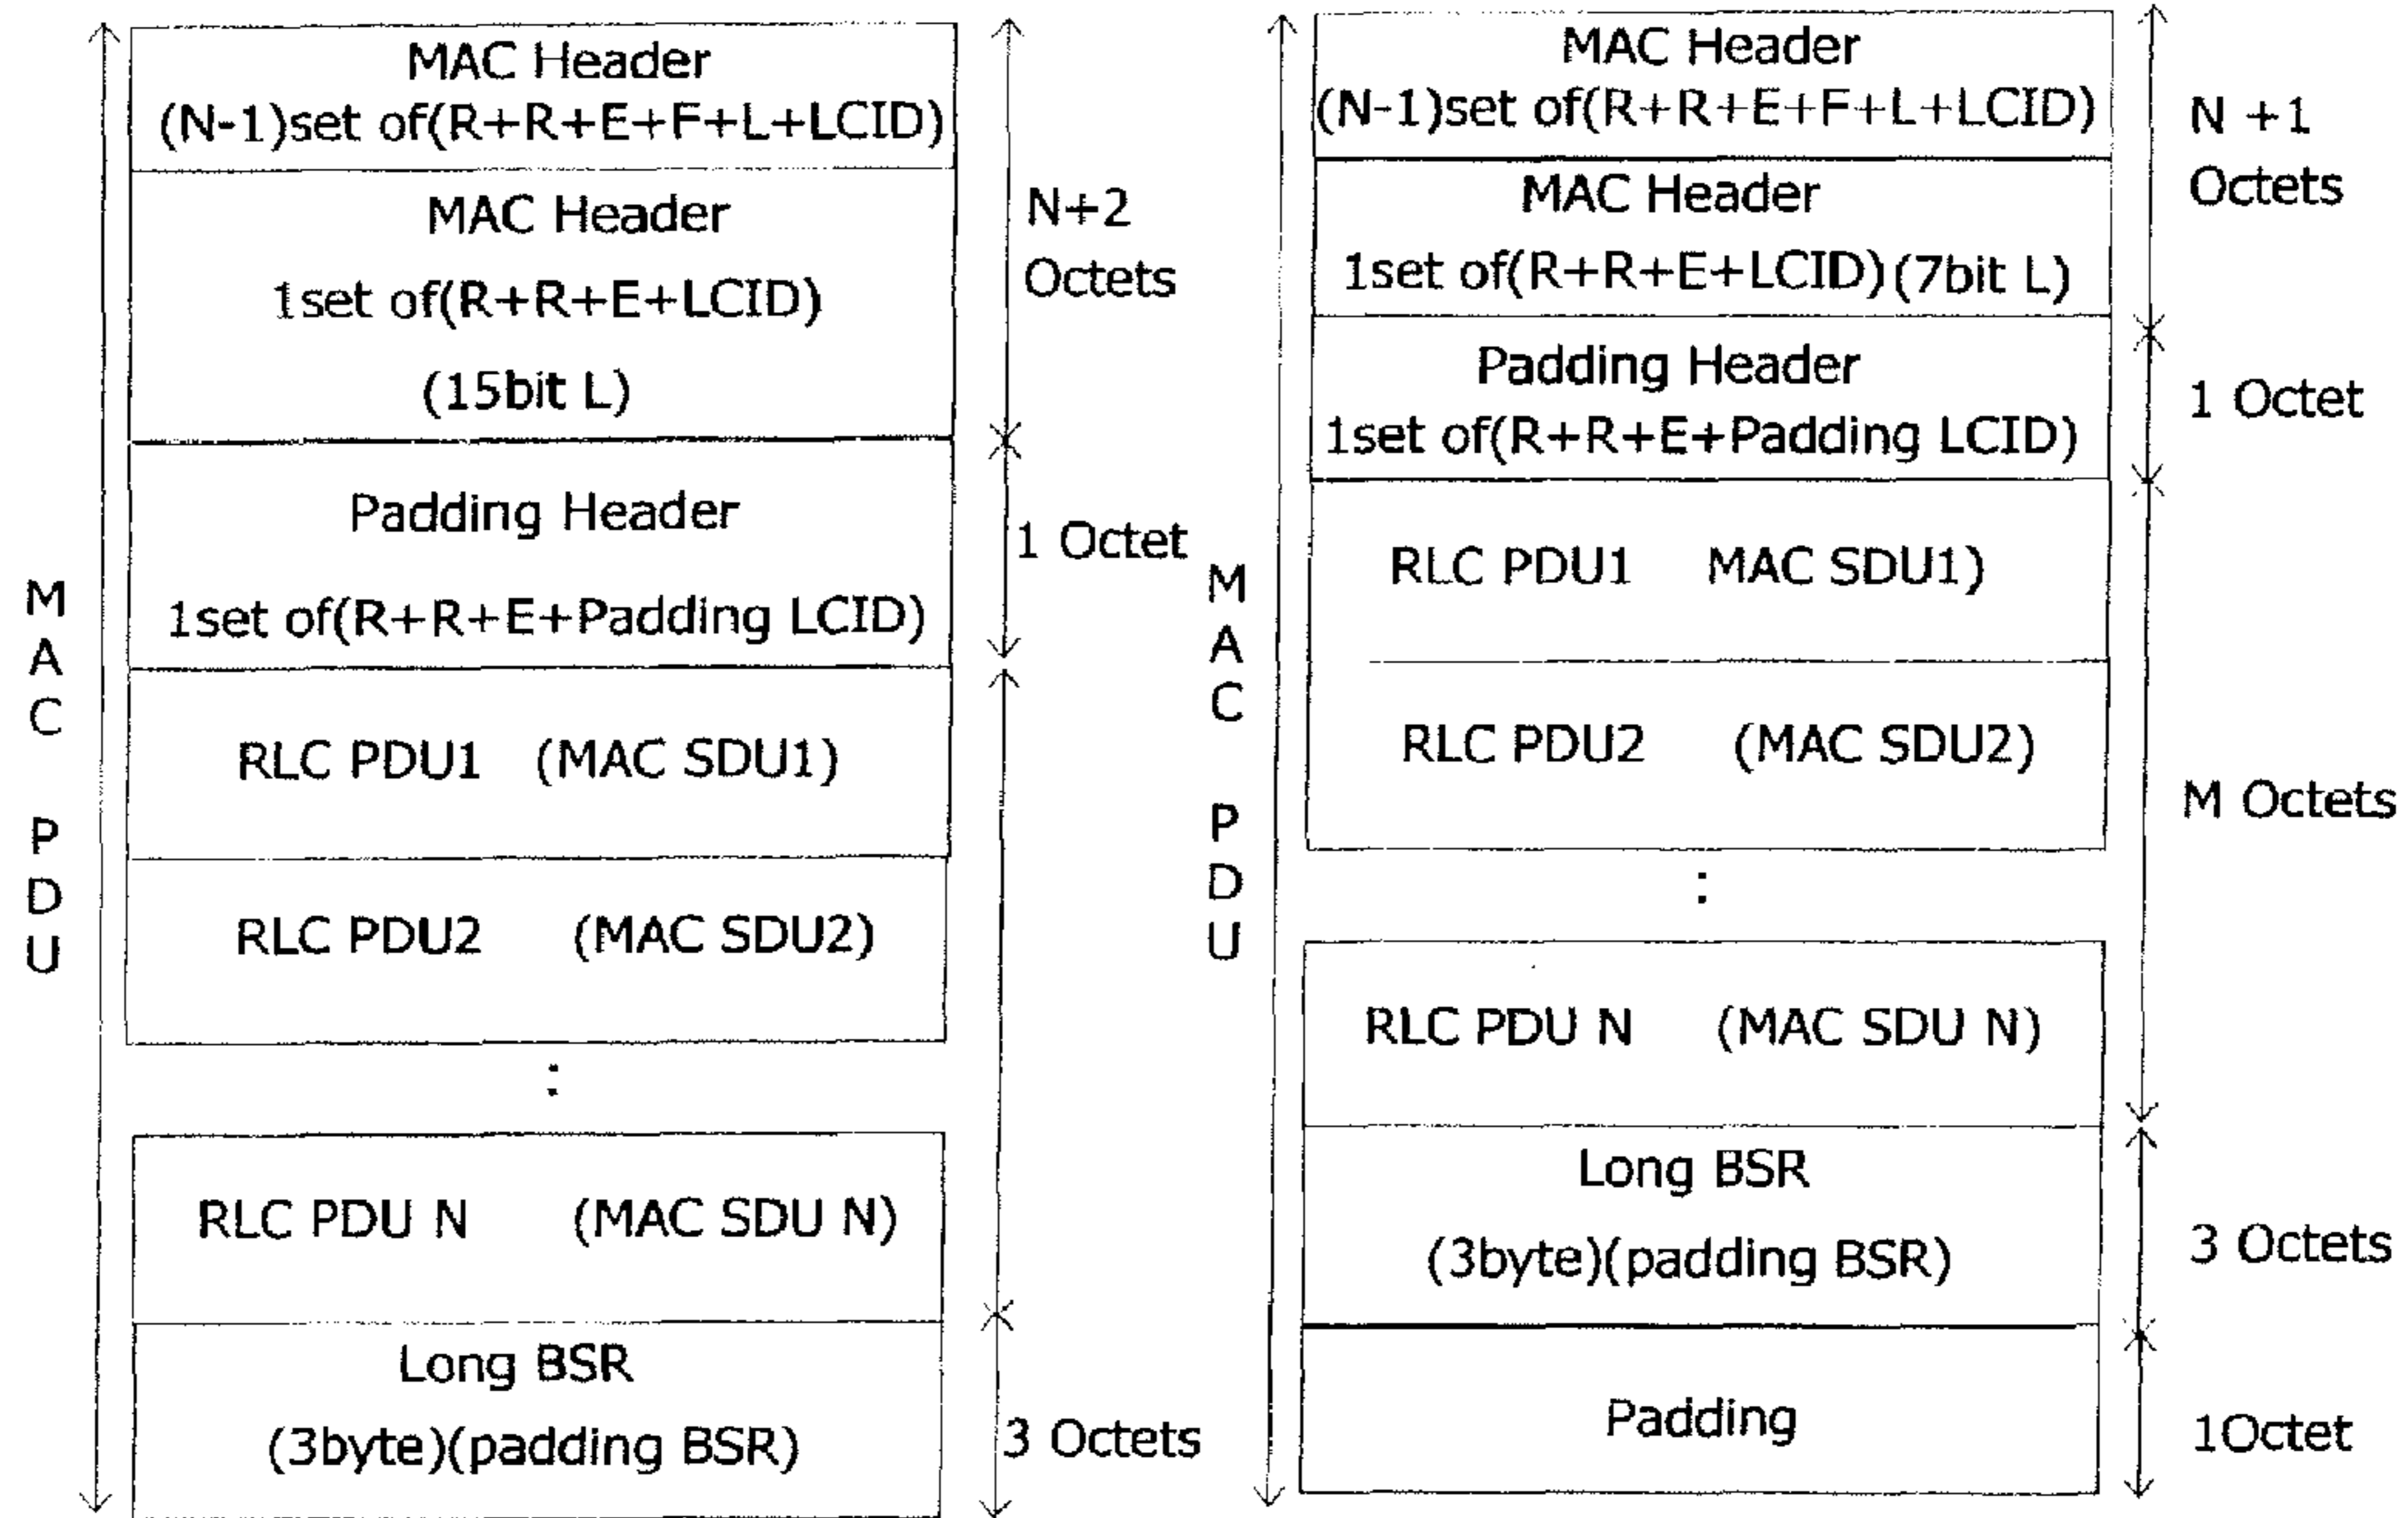 MAC Header
(N-1)set of(R+R+E+F+L+LCID)
MAC Header
1set of(R+R+E+LCID)
(15bit L)
Padding Header
1set of(R+R+E+Padding LCID)
RLC PDU1 (MAC SDU1)
RLC PDU2 (MAC SDU2)
:
RLC PDU N (MAC SDU N)
Long BSR
(3byte)(padding BSR)
MAC PDU
N+2
Octets
1 Octet
3 Octets
MAC Header
(N-1)set of(R+R+E+F+L+LCID)
MAC Header
1set of(R+R+E+LCID)(7bit L)
Padding Header
1set of(R+R+E+Padding LCID)
RLC PDU1 MAC SDU1)
RLC PDU2 (MAC SDU2)
:
RLC PDU N (MAC SDU N)
Long BSR
(3byte)(padding BSR)
Padding
MAC PDU
N +1
Octets
1 Octet
M Octets
3 Octets
1Octet